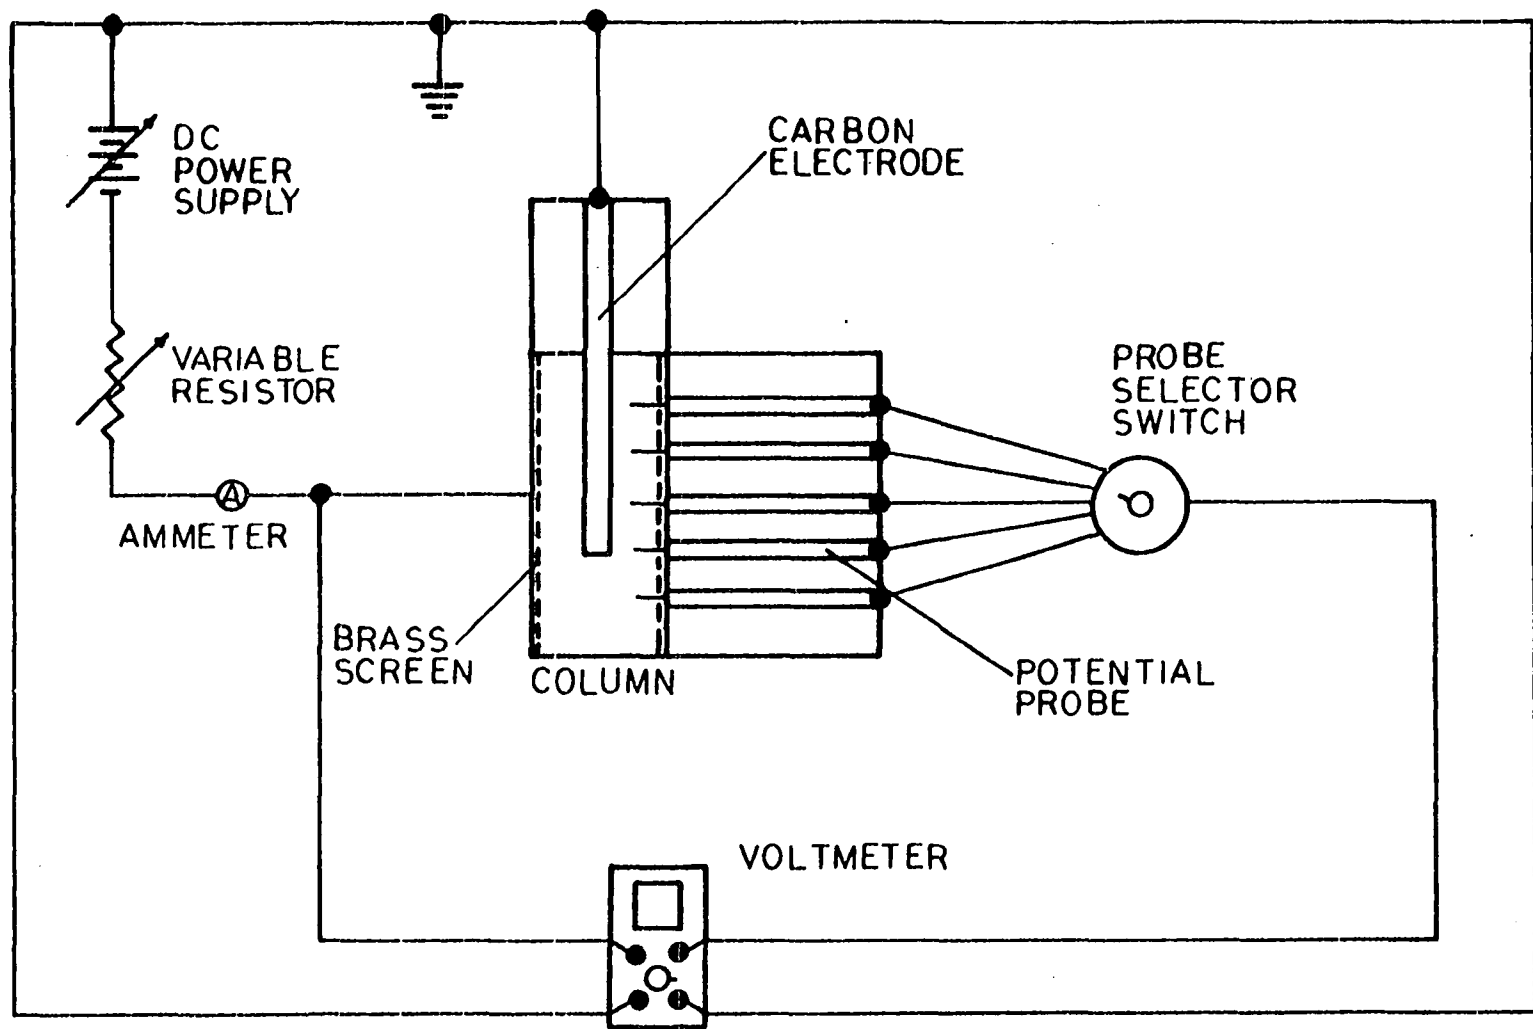 DC
POWER
SUPPLY
CARBON
ELECTRODE
VARIABLE
RESISTOR
PROBE
SELECTOR
SWITCH
A
AMMETER
BRASS
SCREEN
COLUMN
POTENTIAL
PROBE
VOLTMETER